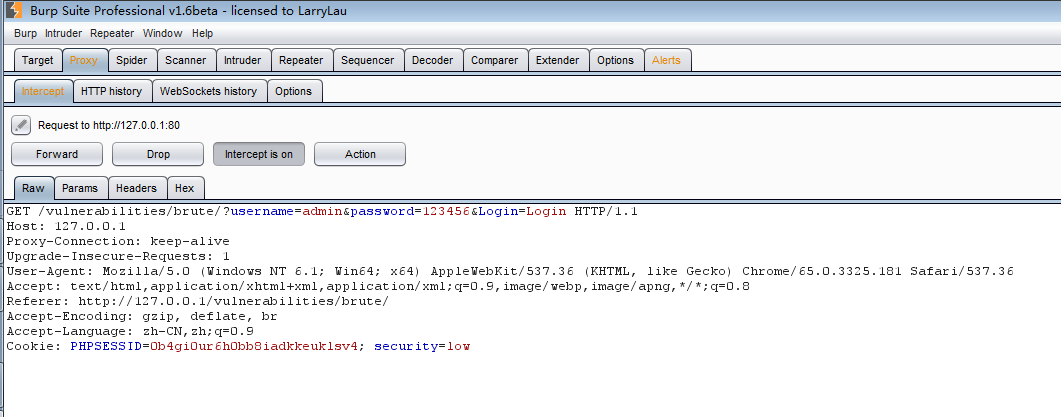 Burp Suite Professional v1.6beta - licensed to LarryLau
Burp Intruder Repeater Window Help
Target Proxy Spider Scanner Intruder Repeater Sequencer Decoder Comparer Extender Options Alerts
Intercept HTTP history WebSockets history Options
Request to http://127.0.0.1:80
Forward Drop Intercept is on Action
Raw Params Headers Hex
GET /vulnerabilities/brute/?username=admin&password=123456&Login=Login HTTP/1.1
Host: 127.0.0.1
Proxy-Connection: keep-alive
Upgrade-Insecure-Requests: 1
User-Agent: Mozilla/5.0 (Windows NT 6.1; Win64; x64) AppleWebKit/537.36 (KHTML, like Gecko) Chrome/65.0.3325.181 Safari/537.36
Accept: text/html,application/xhtml+xml,application/xml;q=0.9,image/webp,image/apng,*/*;q=0.8
Referer: http://127.0.0.1/vulnerabilities/brute/
Accept-Encoding: gzip, deflate, br
Accept-Language: zh-CN,zh;q=0.9
Cookie: PHPSESSID=0b4gi0ur6h0bb8iadkkeuklsv4; security=low